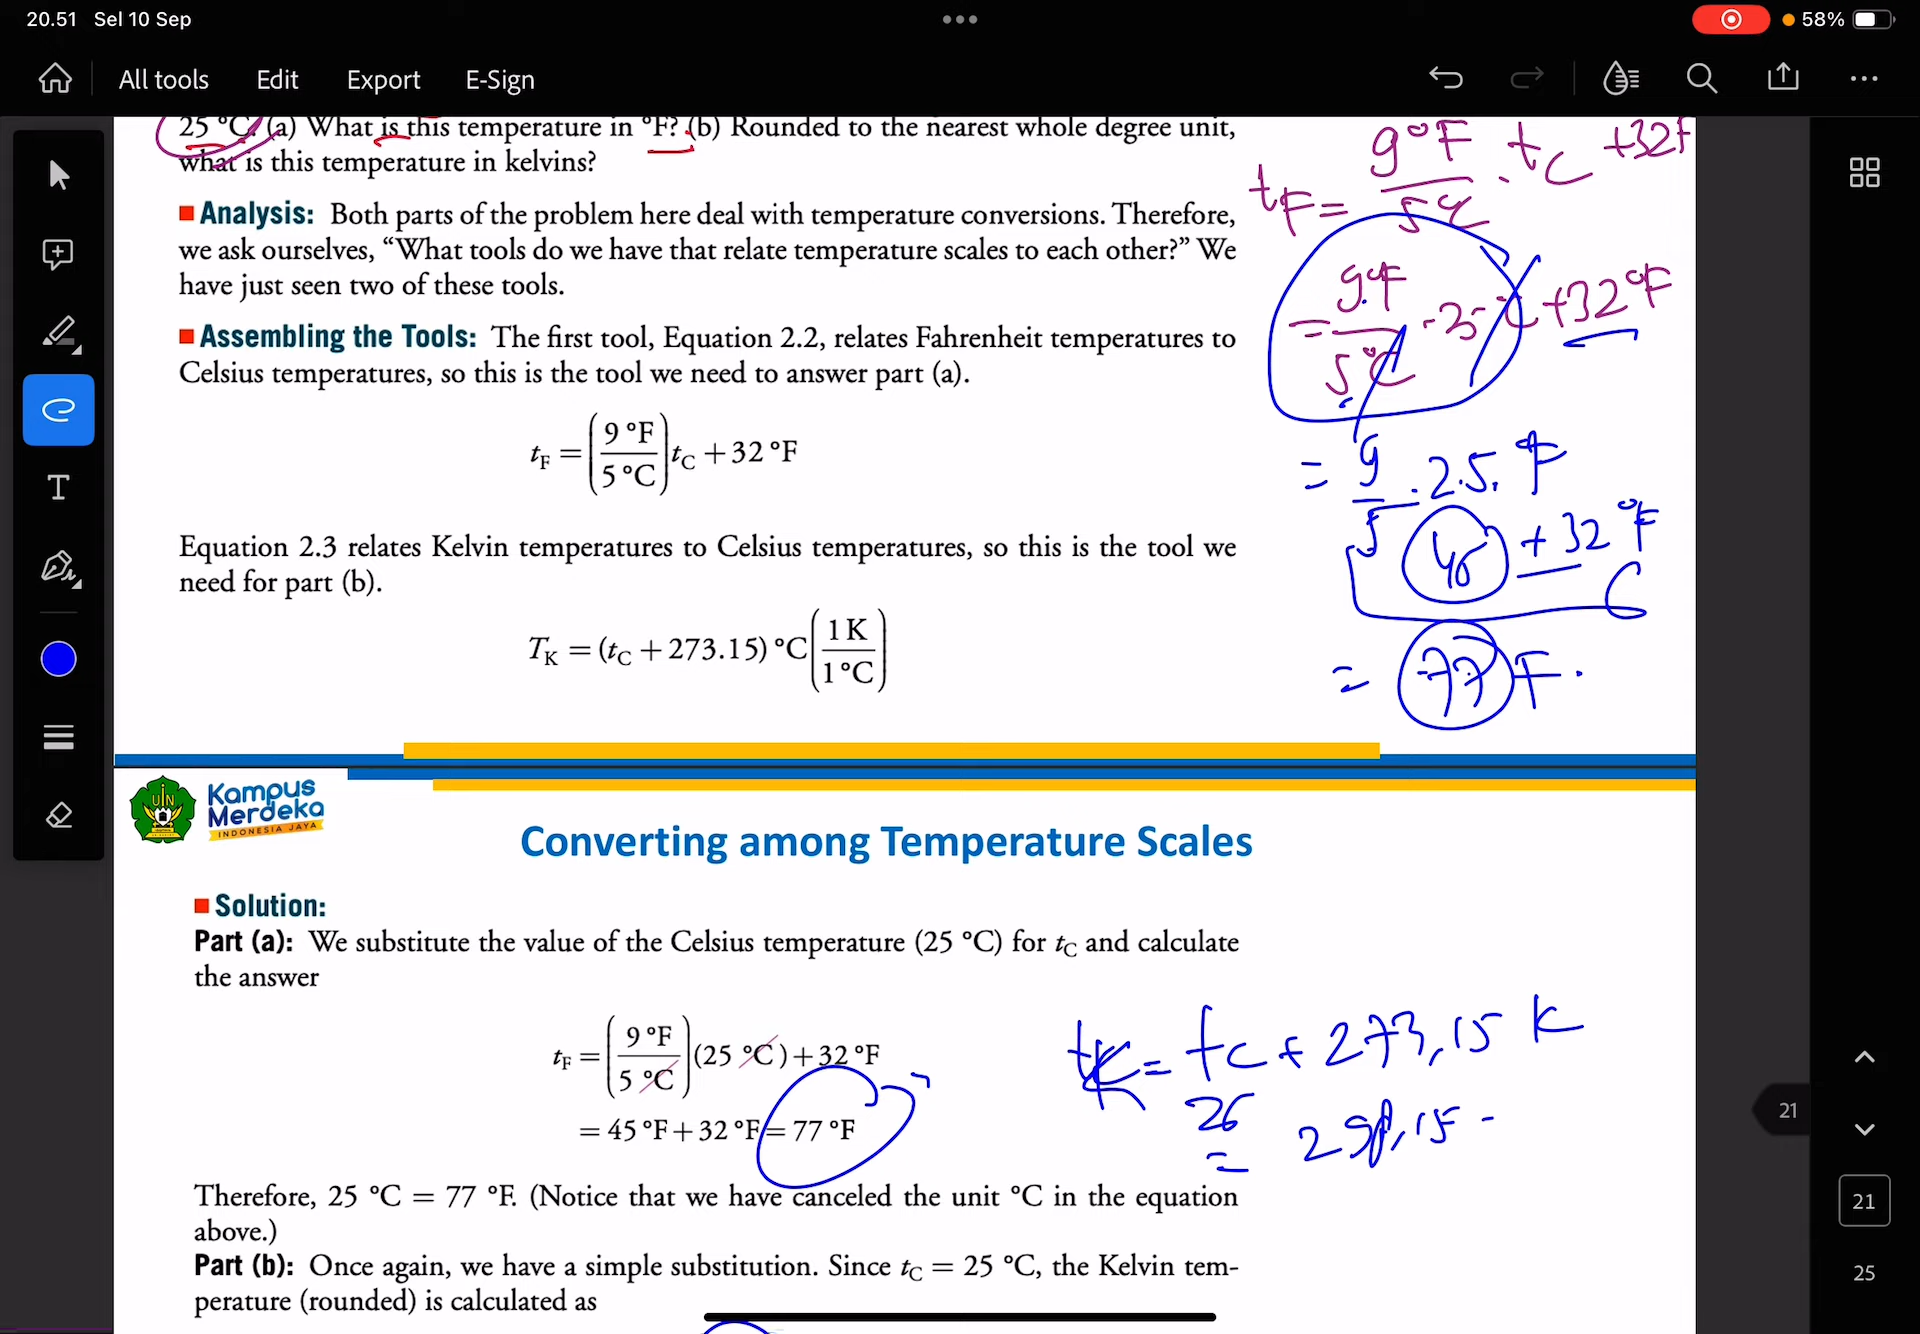 20.51 Sel 10 Sep
58%
All tools Edit Export E-Sign
25 °C. (a) What is this temperature in °F? (b) Rounded to the nearest whole degree unit,
what is this temperature in kelvins?
Analysis: Both parts of the problem here deal with temperature conversions. Therefore,
we ask ourselves, “What tools do we have that relate temperature scales to each other?” We
have just seen two of these tools.
Assembling the Tools: The first tool, Equation 2.2, relates Fahrenheit temperatures to
Celsius temperatures, so this is the tool we need to answer part (a).
tF = (9 °F / 5 °C) tC + 32 °F
Equation 2.3 relates Kelvin temperatures to Celsius temperatures, so this is the tool we
need for part (b).
TK = (tC + 273.15) °C (1 K / 1 °C)
tF = 9°F / 5°C . tC + 32F
= 9°F / 5°C . 25°C + 32°F
= 9 / 5 . 25. °F
45 + 32 °F
= 77 F.
UIN
Kampus
Merdeka
INDONESIA JAYA
Converting among Temperature Scales
Solution:
Part (a): We substitute the value of the Celsius temperature (25 °C) for tC and calculate
the answer
tF = (9 °F / 5 °C) (25 °C) + 32 °F
= 45 °F + 32 °F = 77 °F
tK = tC + 273,15 K
= 298,15
Therefore, 25 °C = 77 °F. (Notice that we have canceled the unit °C in the equation
above.)
Part (b): Once again, we have a simple substitution. Since tC = 25 °C, the Kelvin tem-
perature (rounded) is calculated as
T
21
21
25